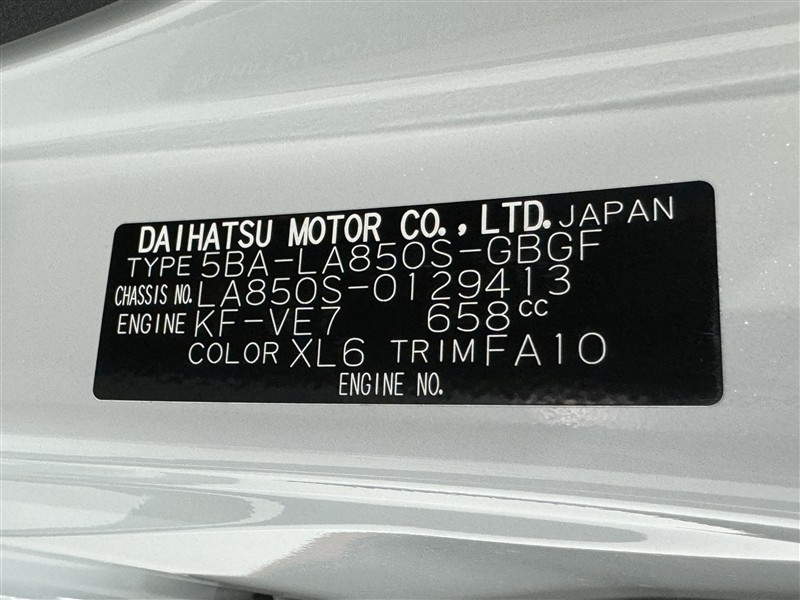 DAIHATSU MOTOR CO., LTD. JAPAN
TYPE 5BA-LA850S-GBGF
CHASSIS NO. LA850S-0129413
ENGINE KF-VE7 658cc
COLOR XL6 TRIM FA10
ENGINE NO.